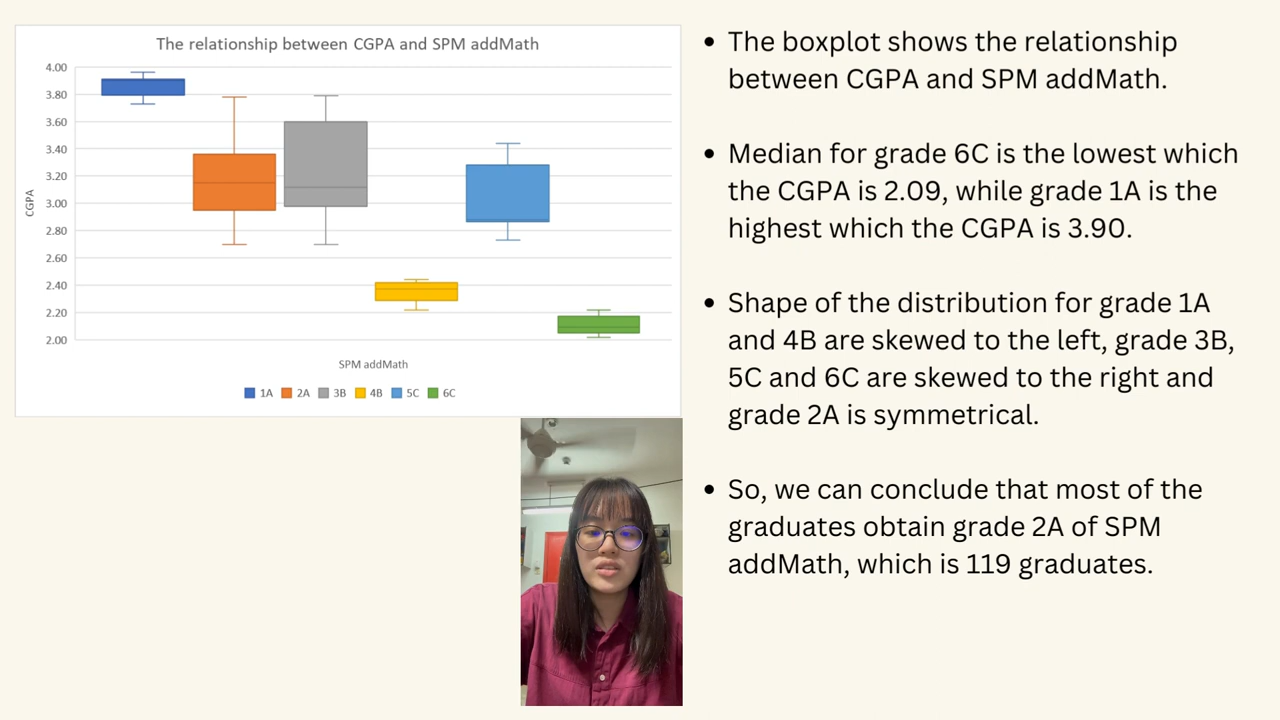 The relationship between CGPA and SPM addMath
4.00
3.80
3.60
3.40
3.20
3.00
2.80
2.60
2.40
2.20
2.00
CGPA
SPM addMath
1A 2A 3B 4B 5C 6C
• The boxplot shows the relationship
between CGPA and SPM addMath.
• Median for grade 6C is the lowest which
the CGPA is 2.09, while grade 1A is the
highest which the CGPA is 3.90.
• Shape of the distribution for grade 1A
and 4B are skewed to the left, grade 3B,
5C and 6C are skewed to the right and
grade 2A is symmetrical.
• So, we can conclude that most of the
graduates obtain grade 2A of SPM
addMath, which is 119 graduates.